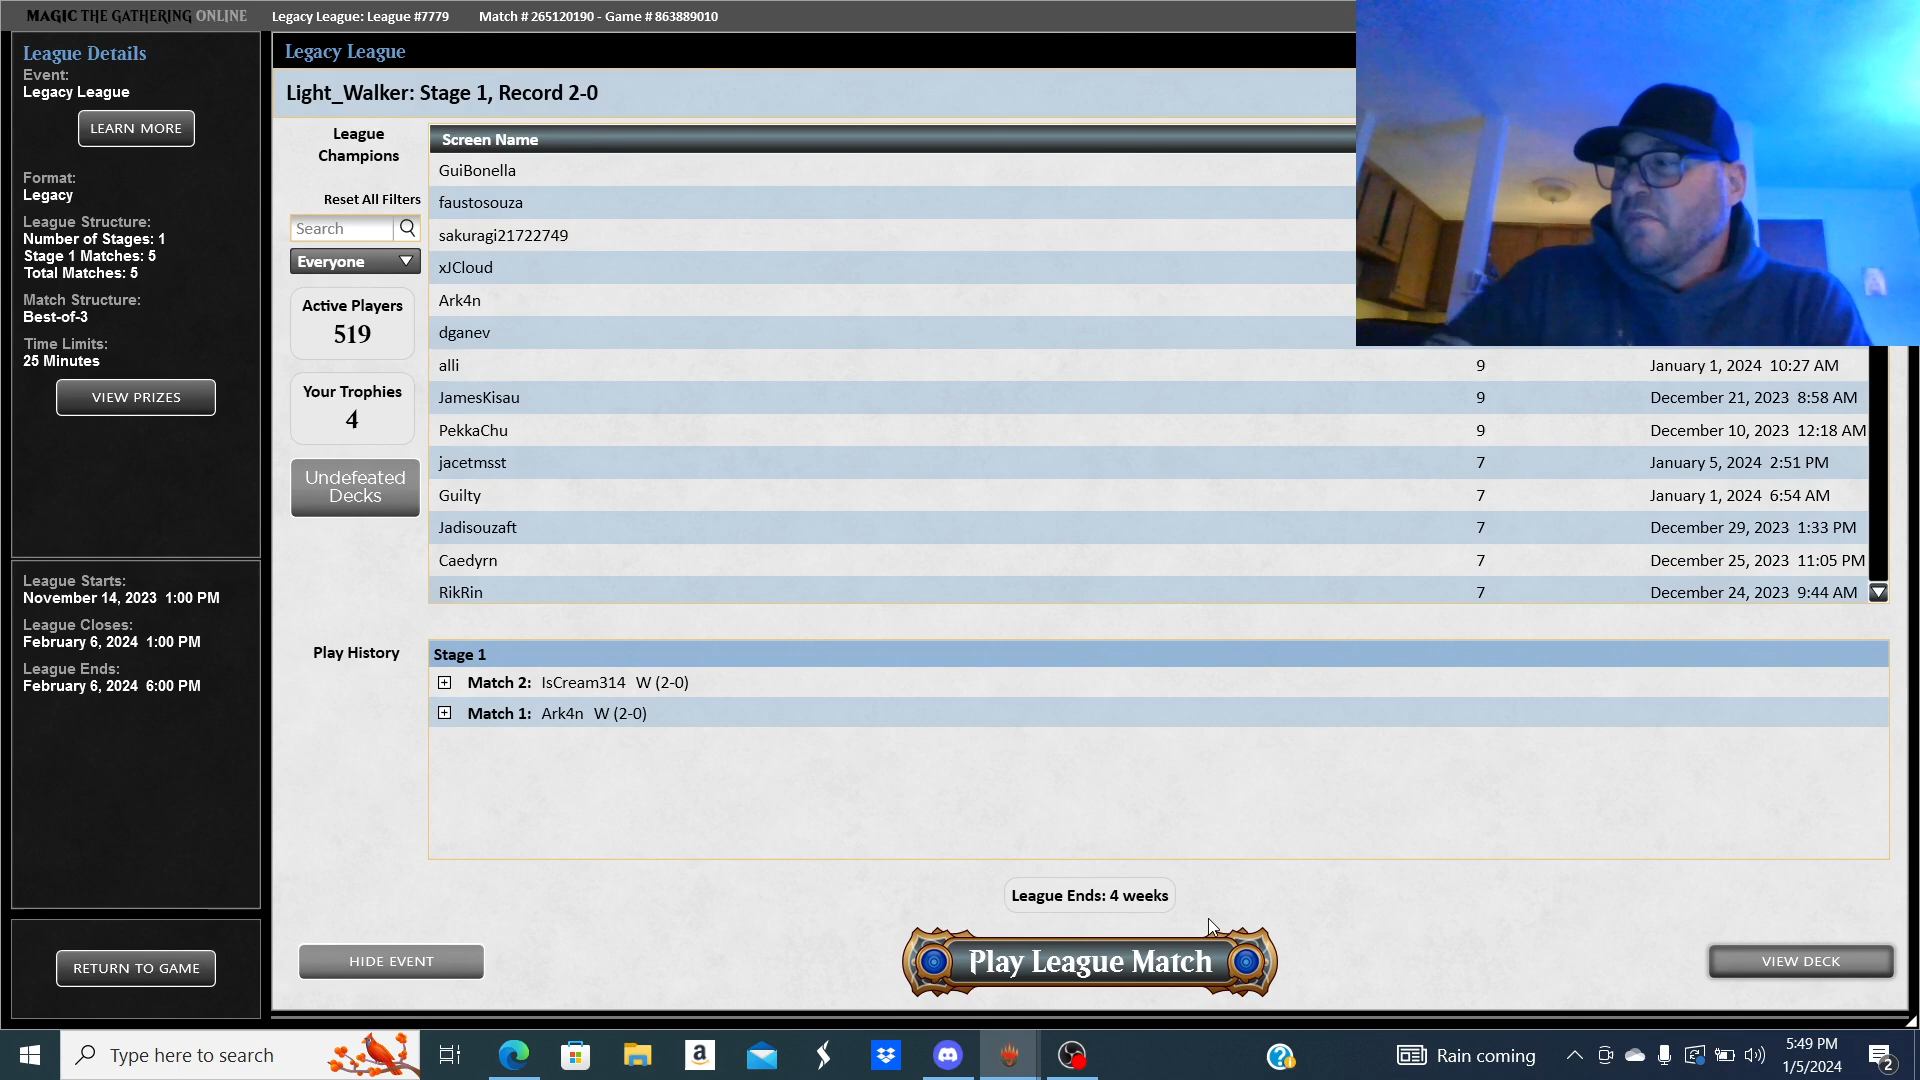 MAGIC THE GATHERING ONLINE
Legacy League: League #7779
Match # 265120190 - Game # 863889010
League Details
Event:
Legacy League
LEARN MORE
Format:
Legacy
League Structure:
Number of Stages: 1
Stage 1 Matches: 5
Total Matches: 5
Match Structure:
Best-of-3
Time Limits:
25 Minutes
VIEW PRIZES
League Starts:
November 14, 2023 1:00 PM
League Closes:
February 6, 2024 1:00 PM
League Ends:
February 6, 2024 6:00 PM
RETURN TO GAME
Legacy League
Light_Walker: Stage 1, Record 2-0
League
Champions
Reset All Filters
Search
Everyone
Active Players
519
Your Trophies
4
Undefeated
Decks
Screen Name
GuiBonella
faustosouza
sakuragi21722749
xJCloud
Ark4n
dganev
alli 9 January 1, 2024 10:27 AM
JamesKisau 9 December 21, 2023 8:58 AM
PekkaChu 9 December 10, 2023 12:18 AM
jacetmsst 7 January 5, 2024 2:51 PM
Guilty 7 January 1, 2024 6:54 AM
Jadisouzaft 7 December 29, 2023 1:33 PM
Caedyrn 7 December 25, 2023 11:05 PM
RikRin 7 December 24, 2023 9:44 AM
Play History
Stage 1
Match 2: IsCream314 W (2-0)
Match 1: Ark4n W (2-0)
League Ends: 4 weeks
HIDE EVENT
Play League Match
VIEW DECK
Type here to search
Rain coming
5:49 PM
1/5/2024
2